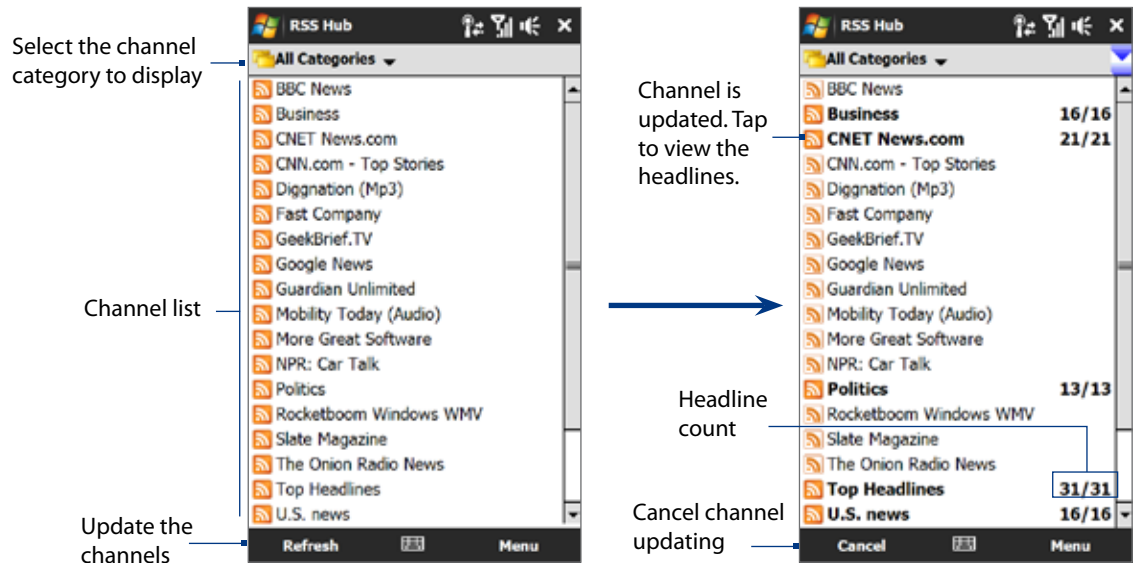 RSS Hub
All Categories
BBC News
Business
CNET News.com
CNN.com - Top Stories
Diggnation (Mp3)
Fast Company
GeekBrief.TV
Google News
Guardian Unlimited
Mobility Today (Audio)
More Great Software
NPR: Car Talk
Politics
Rocketboom Windows WMV
Slate Magazine
The Onion Radio News
Top Headlines
U.S. news
Refresh Menu
Select the channel
category to display
Channel list
Update the
channels
RSS Hub
All Categories
BBC News
Business 16/16
CNET News.com 21/21
CNN.com - Top Stories
Diggnation (Mp3)
Fast Company
GeekBrief.TV
Google News
Guardian Unlimited
Mobility Today (Audio)
More Great Software
NPR: Car Talk
Politics 13/13
Rocketboom Windows WMV
Slate Magazine
The Onion Radio News
Top Headlines 31/31
U.S. news 16/16
Cancel Menu
Channel is
updated. Tap
to view the
headlines.
Headline
count
Cancel channel
updating